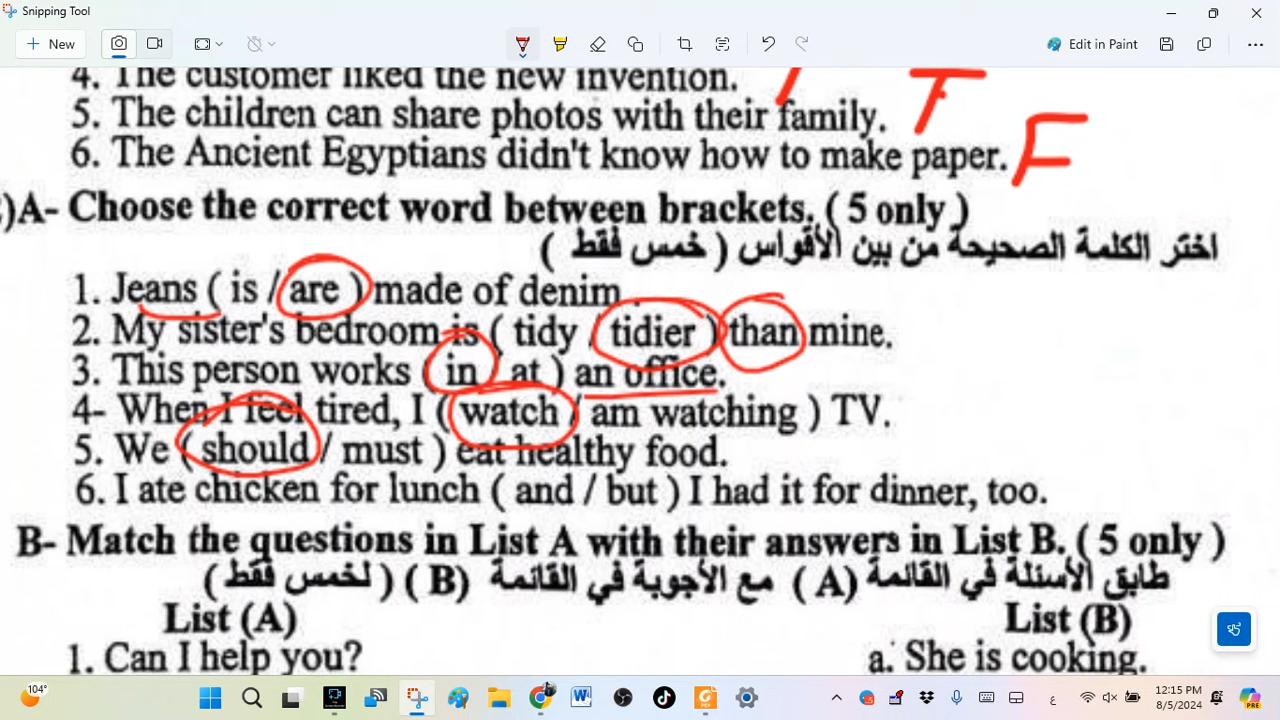 Snipping Tool
New
Edit in Paint
4. The customer liked the new invention.
F
5. The children can share photos with their family.
6. The Ancient Egyptians didn't know how to make paper. F
)A- Choose the correct word between brackets. ( 5 only )
اختر الكلمة الصحيحة من بين الأقواس ( خمس فقط )
1. Jeans ( is / are ) made of denim .
2. My sister's bedroom is ( tidy / tidier ) than mine.
3. This person works ( in / at ) an office.
4- When I feel tired, I ( watch / am watching ) TV.
5. We ( should / must ) eat healthy food.
6. I ate chicken for lunch ( and / but ) I had it for dinner, too.
B- Match the questions in List A with their answers in List B. ( 5 only )
طابق الأسئلة في القائمة (A) مع الأجوبة في القائمة (B) ( لخمس فقط )
List (A) List (B)
1. Can I help you? a. She is cooking.
104°
W
ع
PRE
12:15 PM
8/5/2024